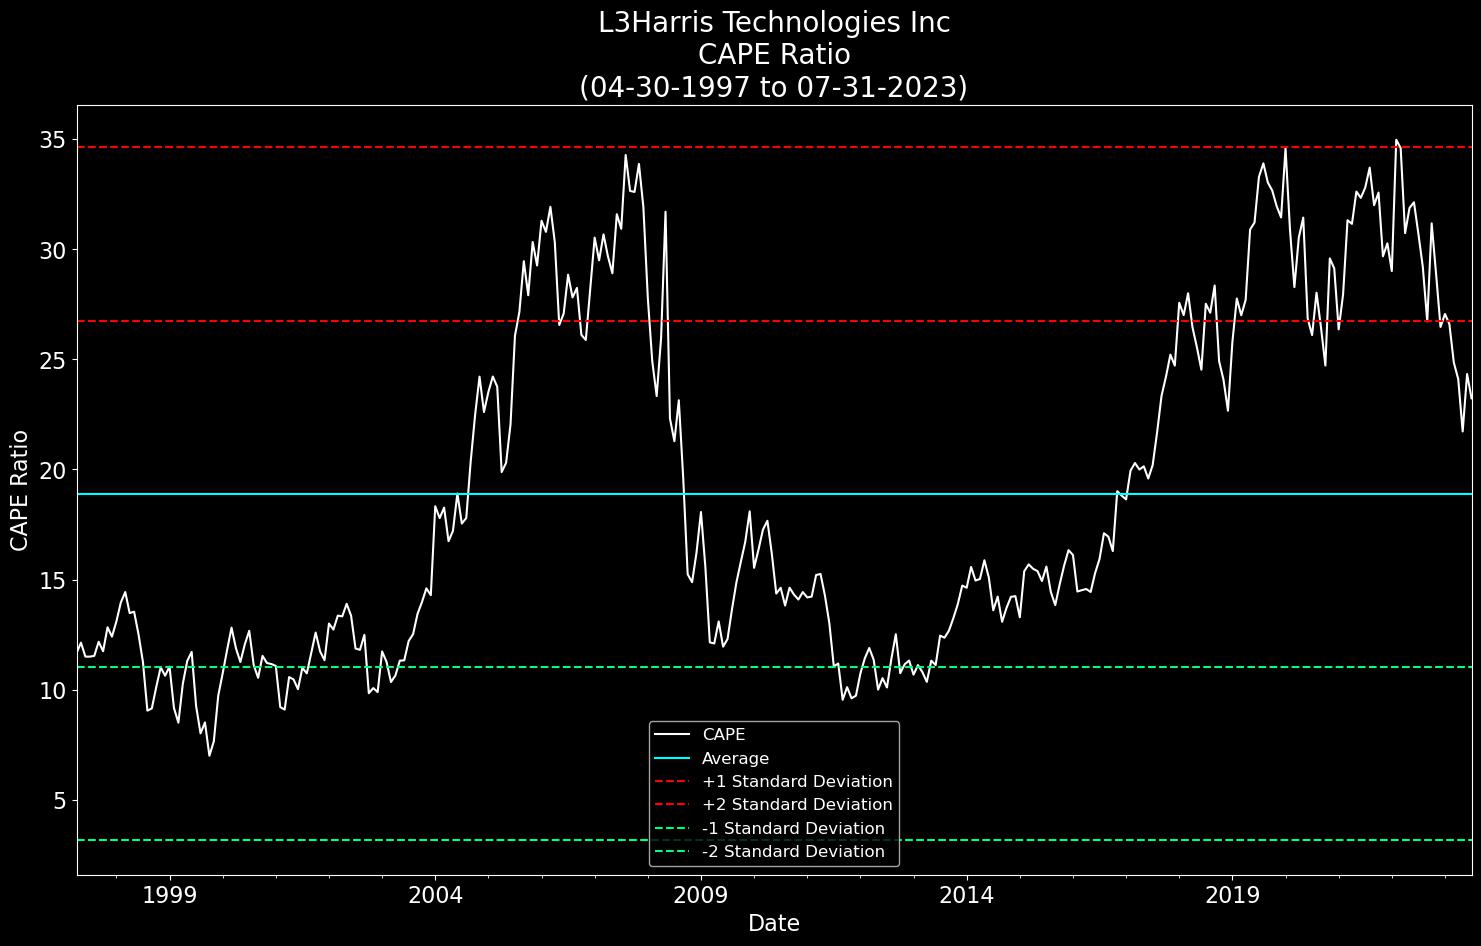 L3Harris Technologies Inc
CAPE Ratio
(04-30-1997 to 07-31-2023)
35
30
25
20
15
10
5
CAPE Ratio
CAPE
Average
+1 Standard Deviation
+2 Standard Deviation
-1 Standard Deviation
-2 Standard Deviation
1999
2004
2009
2014
2019
Date